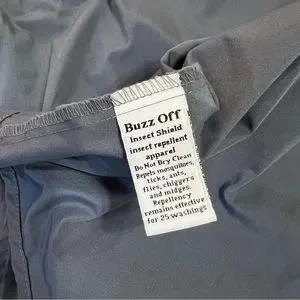 Buzz Off
Insect Shield
insect repellent
apparel
Do Not Dry Clean
Repels mosquitoes,
ticks, ants,
flies, chiggers
and midges.
Repellency
remains effective
for 25 washings